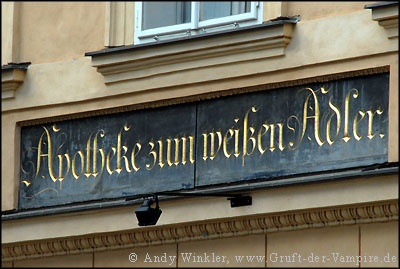 Apotheke zum weißen Adler.
© Andy Winkler, www.Gruft-der-Vampire.de